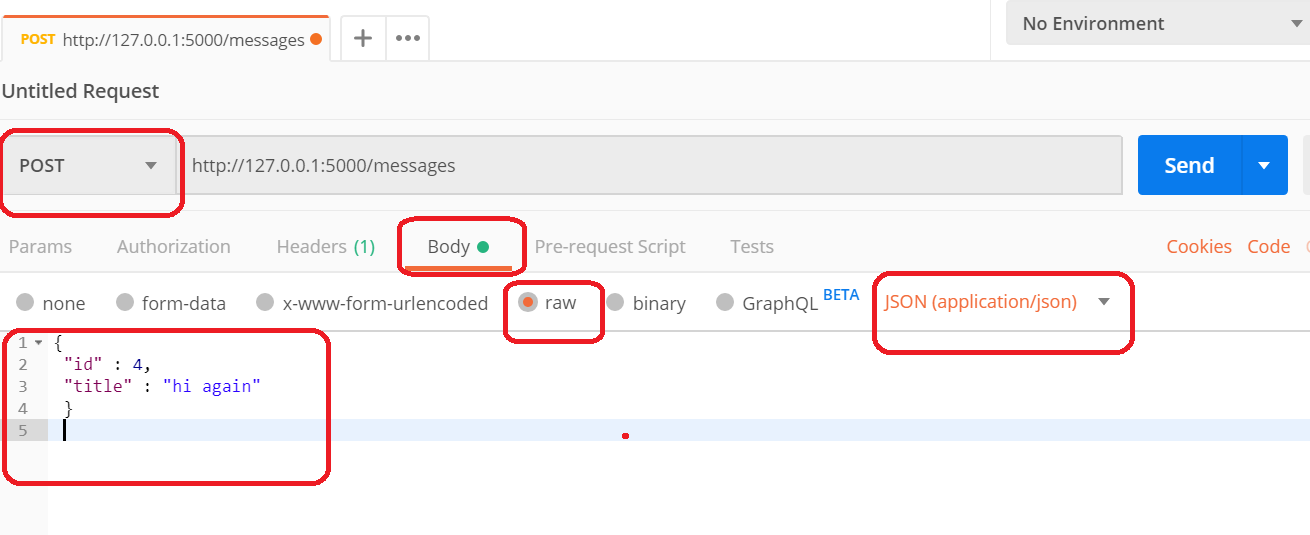 POST http://127.0.0.1:5000/messages + ••• No Environment
Untitled Request
POST http://127.0.0.1:5000/messages Send
Params Authorization Headers (1) Body Pre-request Script Tests Cookies Code
none form-data x-www-form-urlencoded raw binary GraphQL BETA JSON (application/json)
1 {
2 "id" : 4,
3 "title" : "hi again"
4 }
5